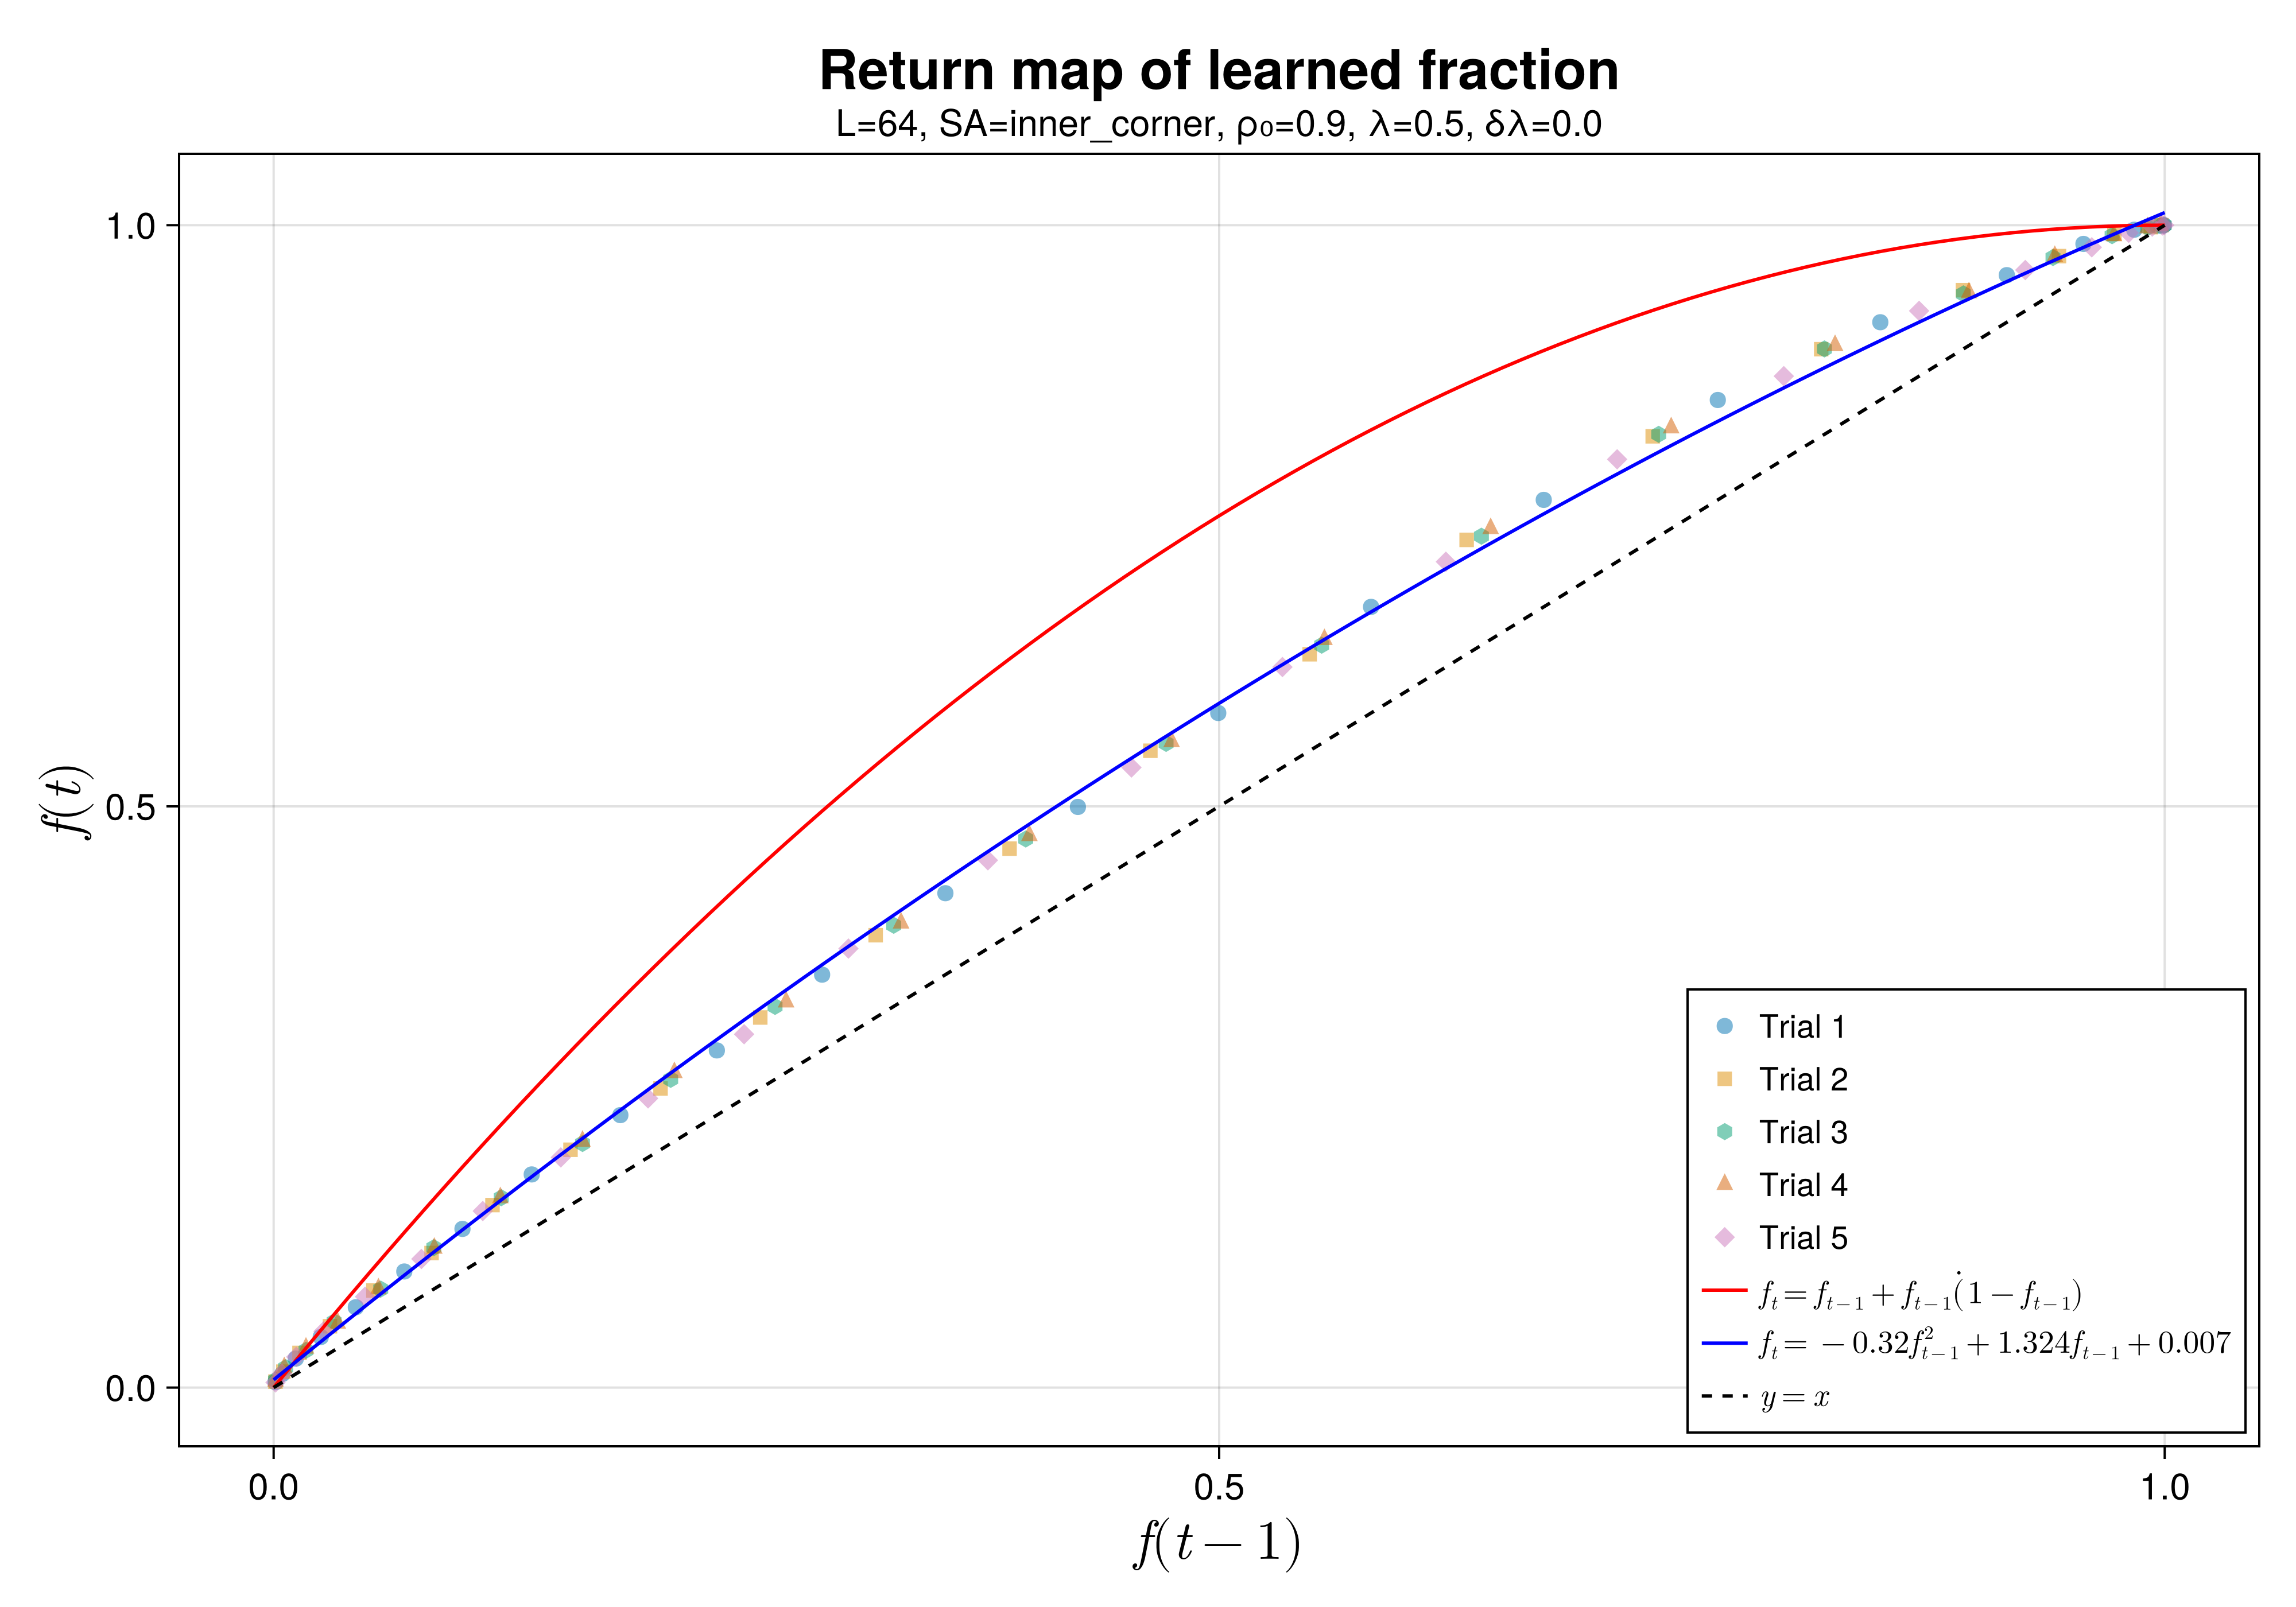 Return map of learned fraction
L=64, SA=inner_corner, ρ₀=0.9, λ=0.5, δλ=0.0
1.0
f(t)
0.5
0.0
Trial 1
Trial 2
Trial 3
Trial 4
Trial 5
f_t = f_{t-1} + f_{t-1}\dot(1 − f_{t-1})
f_t = −0.32f_{t-1}^2 + 1.324f_{t-1} + 0.007
y = x
0.0 0.5 1.0
f(t − 1)